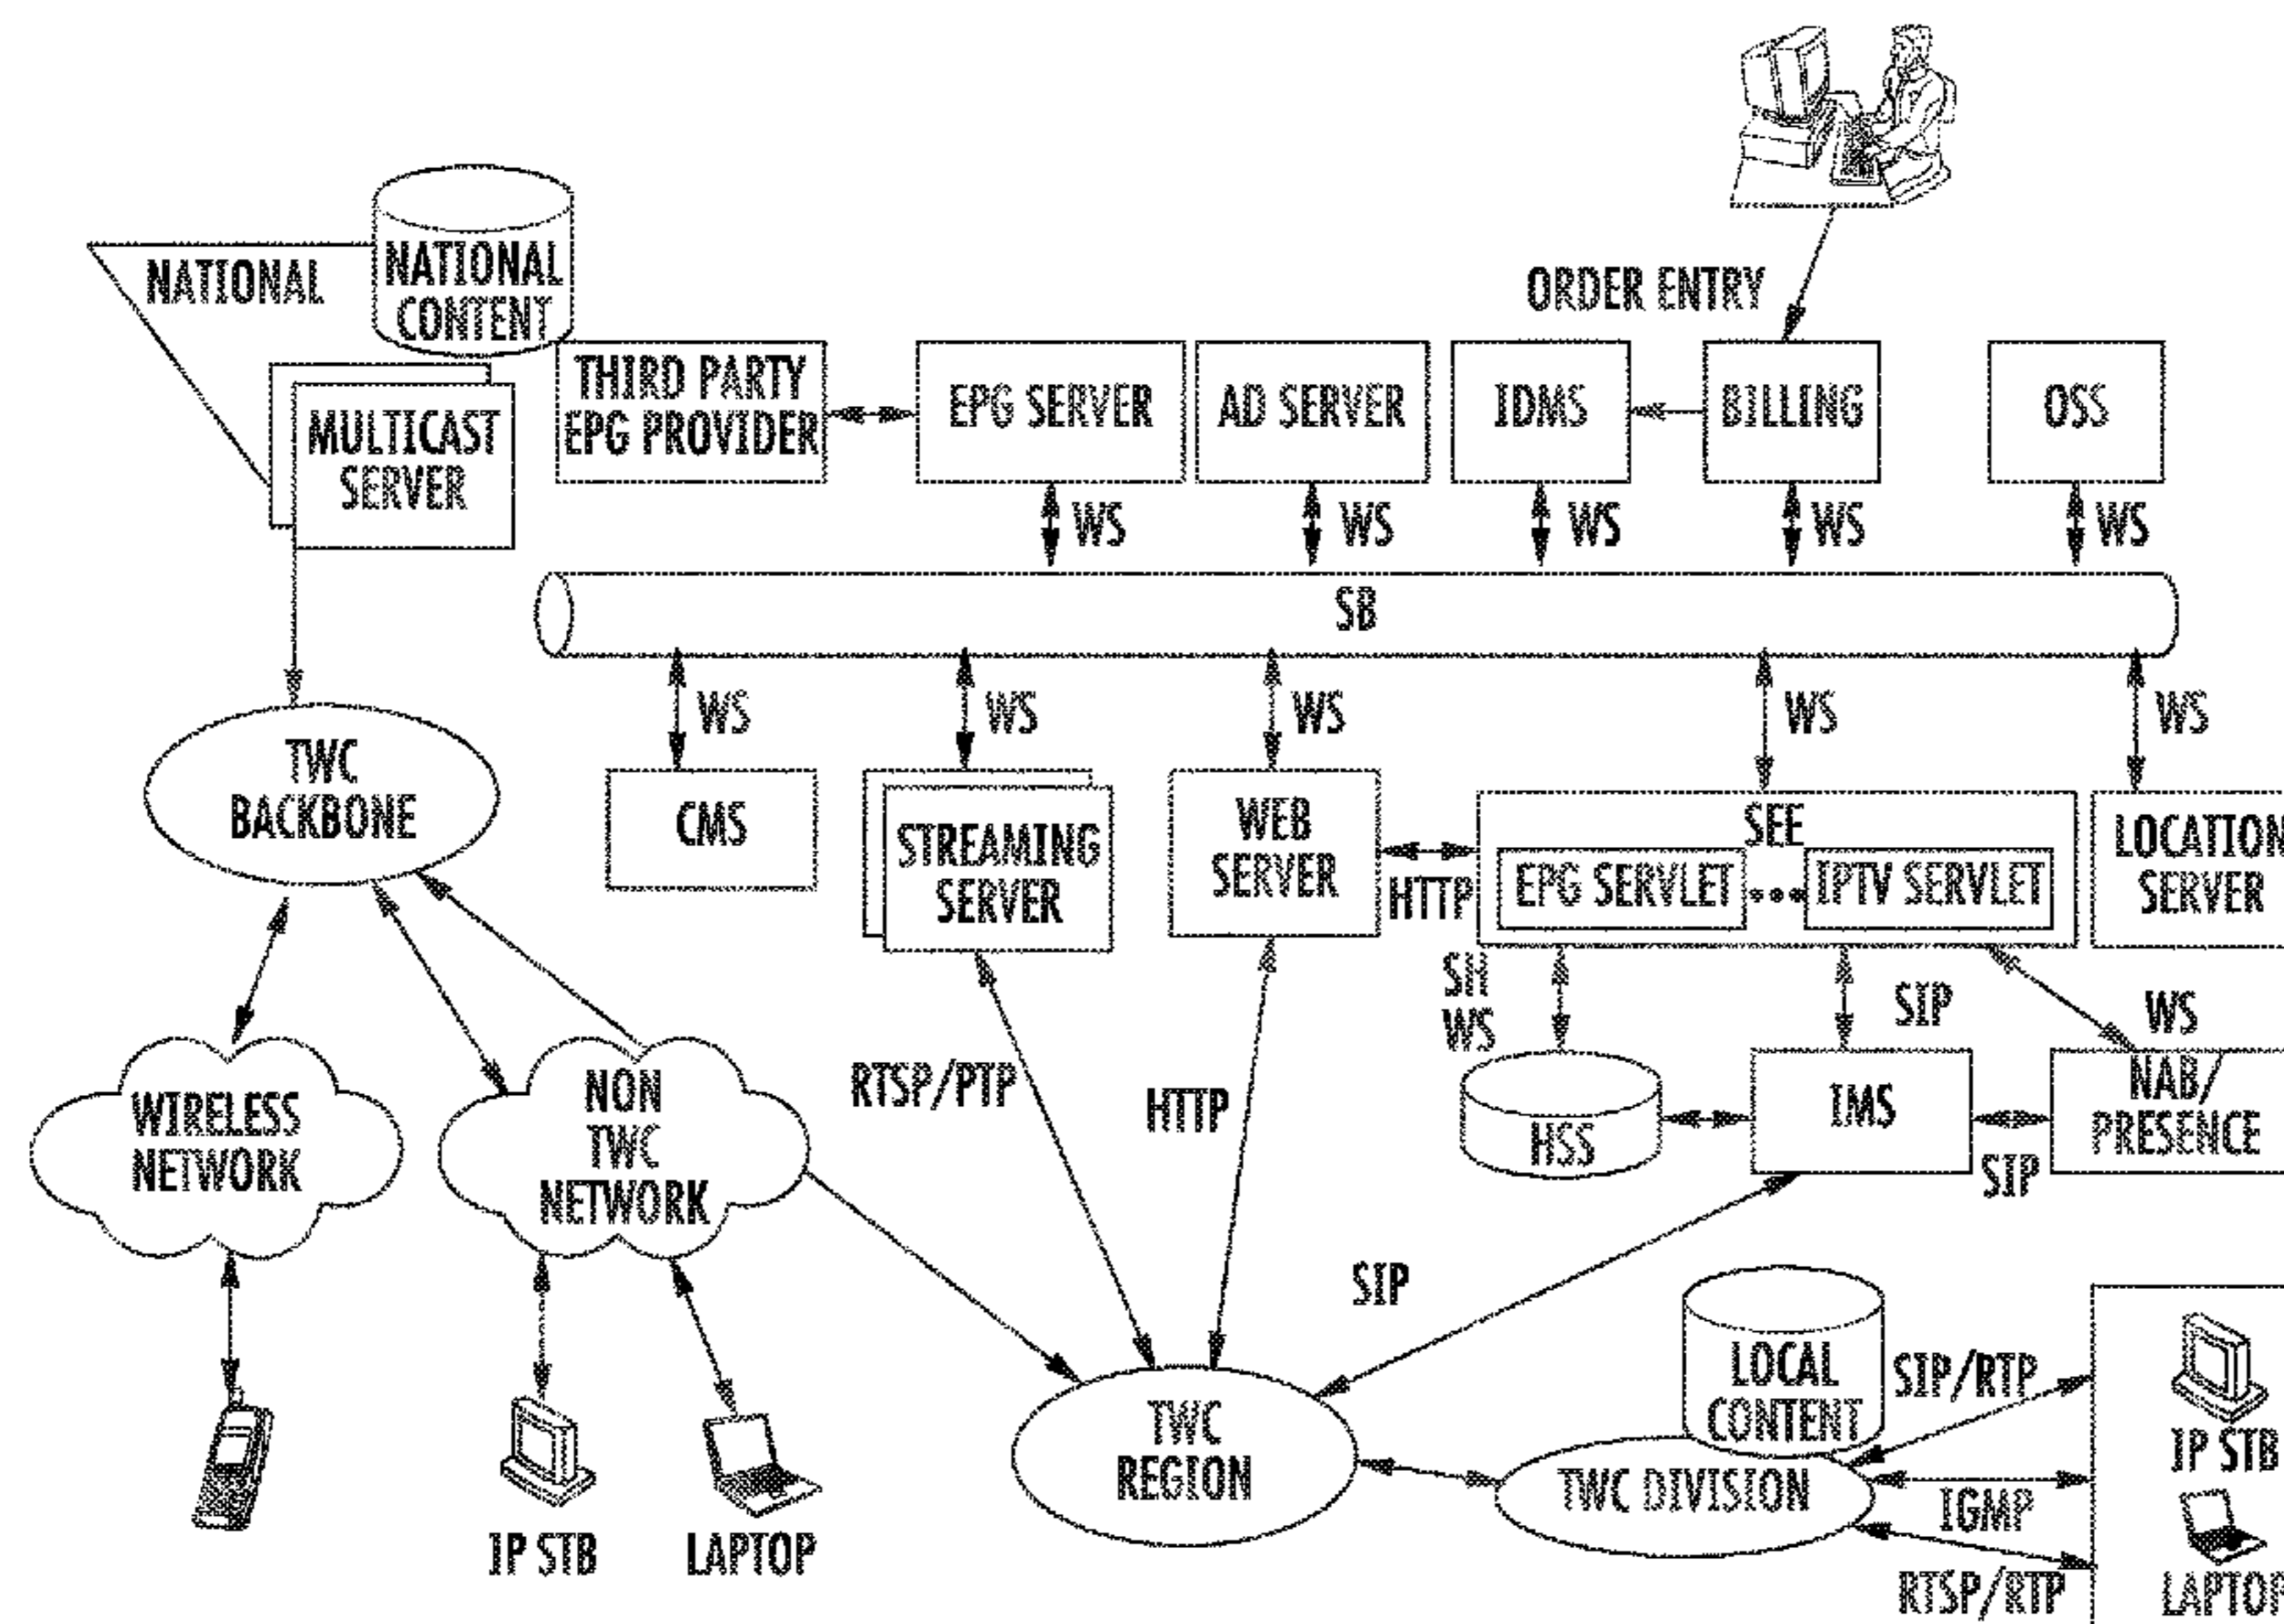 ORDER ENTRY
NATIONAL
NATIONAL
CONTENT
MULTICAST
SERVER
THIRD PARTY
EPG PROVIDER
EPG SERVER
AD SERVER
IDMS
BILLING
OSS
WS
WS
WS
WS
WS
SB
WS
WS
WS
WS
WS
TWC
BACKBONE
CMS
STREAMING
SERVER
WEB
SERVER
HTTP
SEE
EPG SERVLET
IPTV SERVLET
LOCATION
SERVER
SH
WS
SIP
WS
WIRELESS
NETWORK
NON
TWC
NETWORK
RTSP/PTP
HTTP
HSS
IMS
SIP
NAB/
PRESENCE
SIP
LOCAL
CONTENT
SIP/RTP
TWC
REGION
TWC DIVISION
IGMP
RTSP/RTP
IP STB
LAPTOP
IP STB
LAPTOP